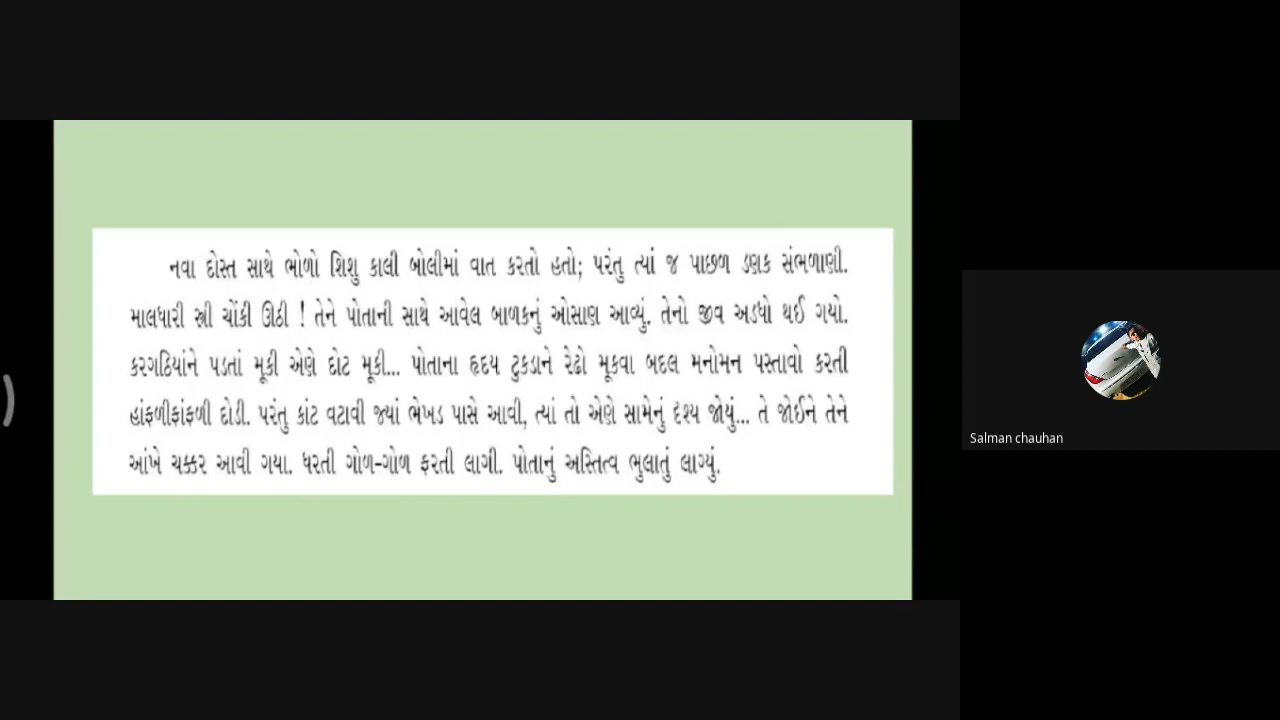 નવા દોસ્ત સાથે ભોળો શિશુ કાલી બોલીમાં વાત કરતો હતો; પરંતુ ત્યાં જ પાછળ ડણક સંભળાણી.
માલધારી સ્ત્રી ચોંકી ઊઠી ! તેને પોતાની સાથે આવેલ બાળકનું ઓસાણ આવ્યું. તેનો જીવ અડધો થઈ ગયો.
કરગઠિયાંને પડતાં મૂકી એણે દોટ મૂકી... પોતાના હૃદય ટુકડાને રેઢો મૂકવા બદલ મનોમન પસ્તાવો કરતી
હાંફળીફાંફળી દોડી. પરંતુ કાંટ વટાવી જ્યાં ભેખડ પાસે આવી, ત્યાં તો એણે સામેનું દૃશ્ય જોયું... તે જોઈને તેને
આંખે ચક્કર આવી ગયા. ધરતી ગોળ-ગોળ ફરતી લાગી. પોતાનું અસ્તિત્વ ભુલાતું લાગ્યું.
Salman chauhan